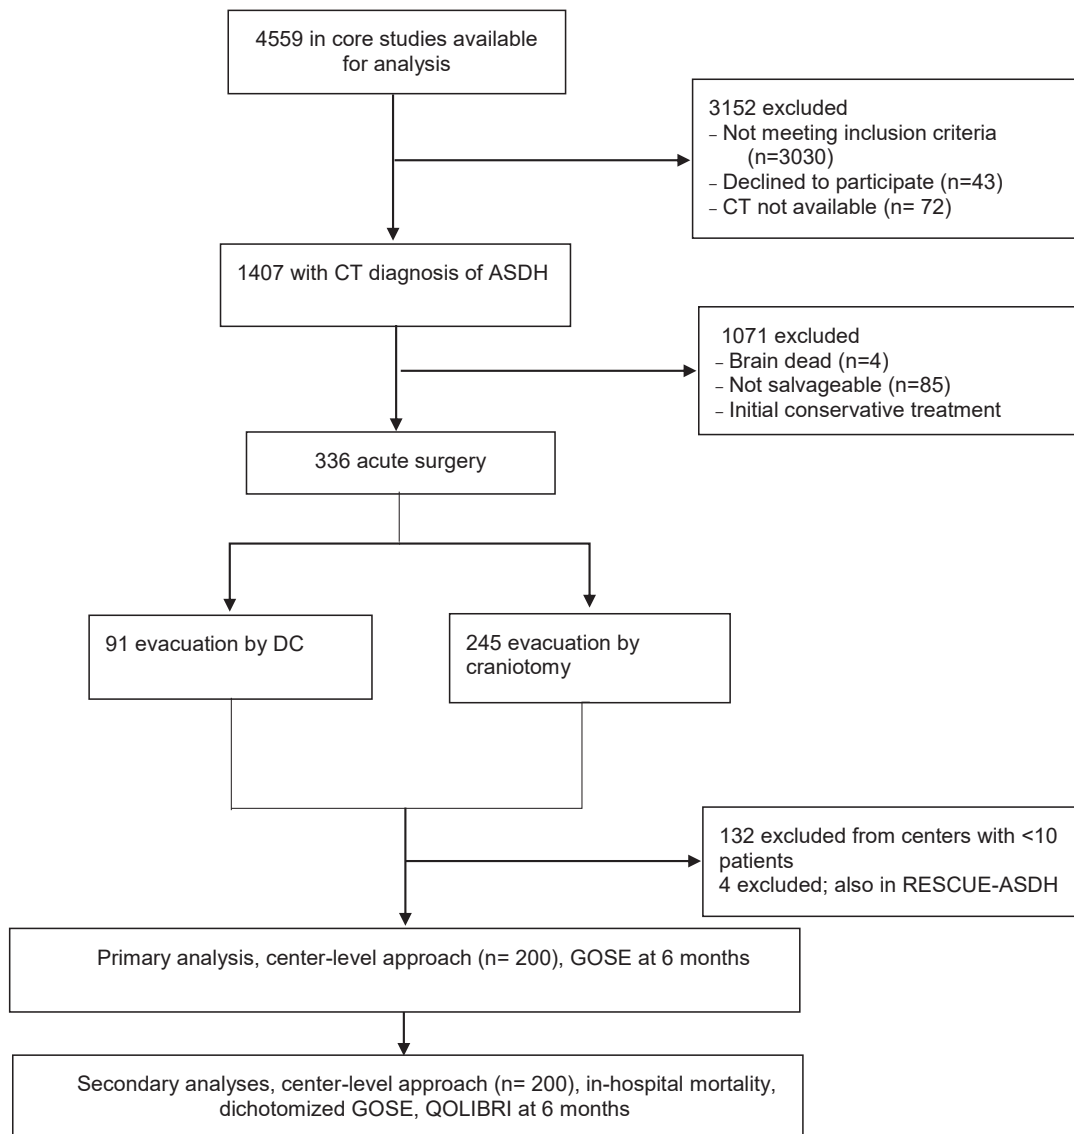 4559 in core studies available
for analysis
3152 excluded
- Not meeting inclusion criteria
(n=3030)
- Declined to participate (n=43)
- CT not available (n= 72)
1407 with CT diagnosis of ASDH
1071 excluded
- Brain dead (n=4)
- Not salvageable (n=85)
- Initial conservative treatment
336 acute surgery
91 evacuation by DC
245 evacuation by
craniotomy
132 excluded from centers with <10
patients
4 excluded; also in RESCUE-ASDH
Primary analysis, center-level approach (n= 200), GOSE at 6 months
Secondary analyses, center-level approach (n= 200), in-hospital mortality,
dichotomized GOSE, QOLIBRI at 6 months